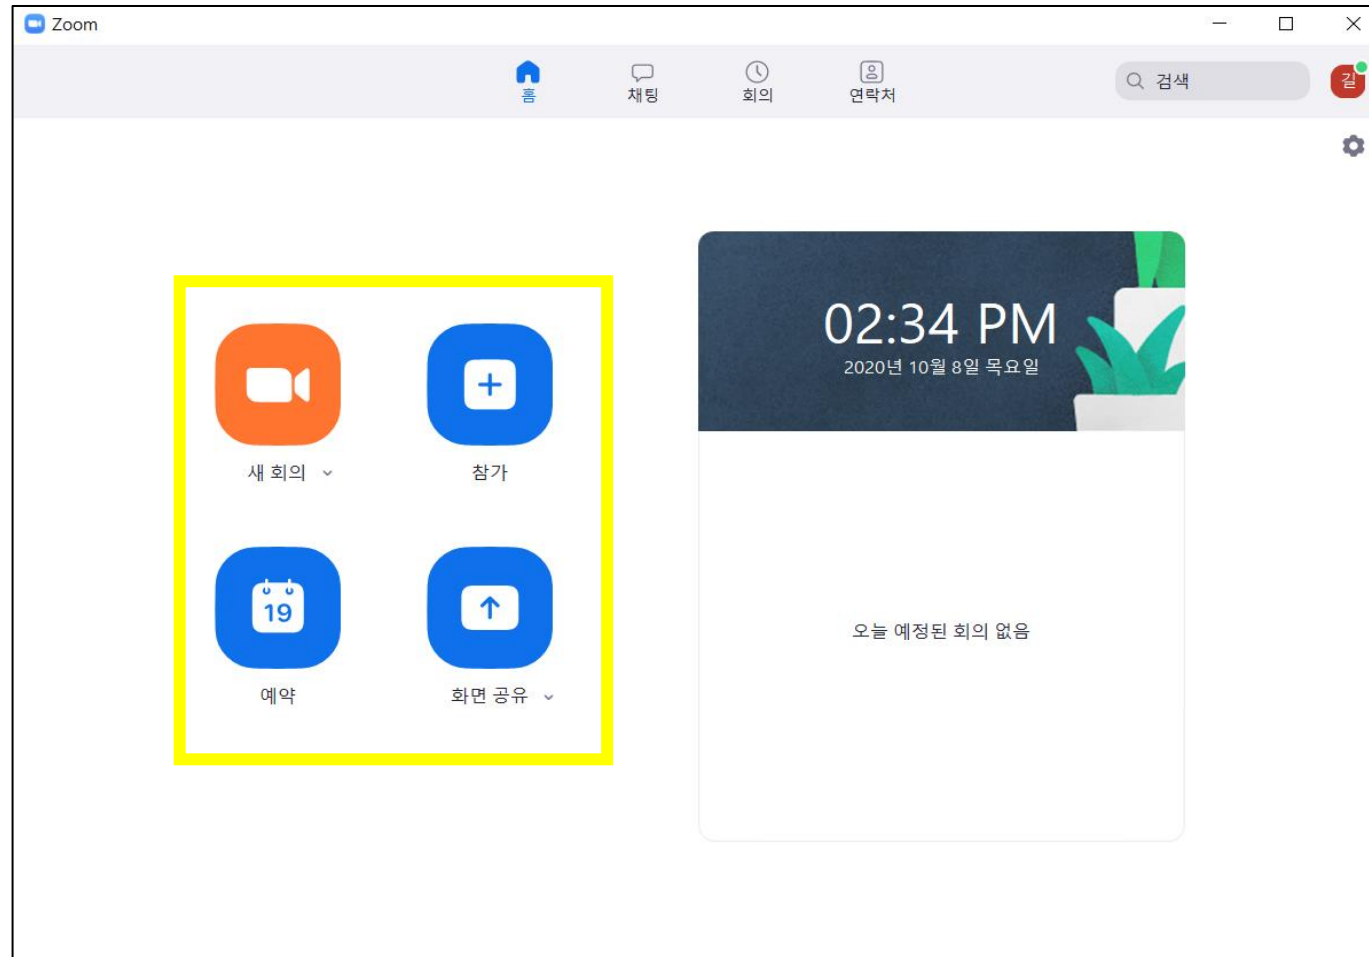 Zoom
홈
채팅
회의
연락처
검색
길
02:34 PM
2020년 10월 8일 목요일
새 회의
참가
19
예약
화면 공유
오늘 예정된 회의 없음